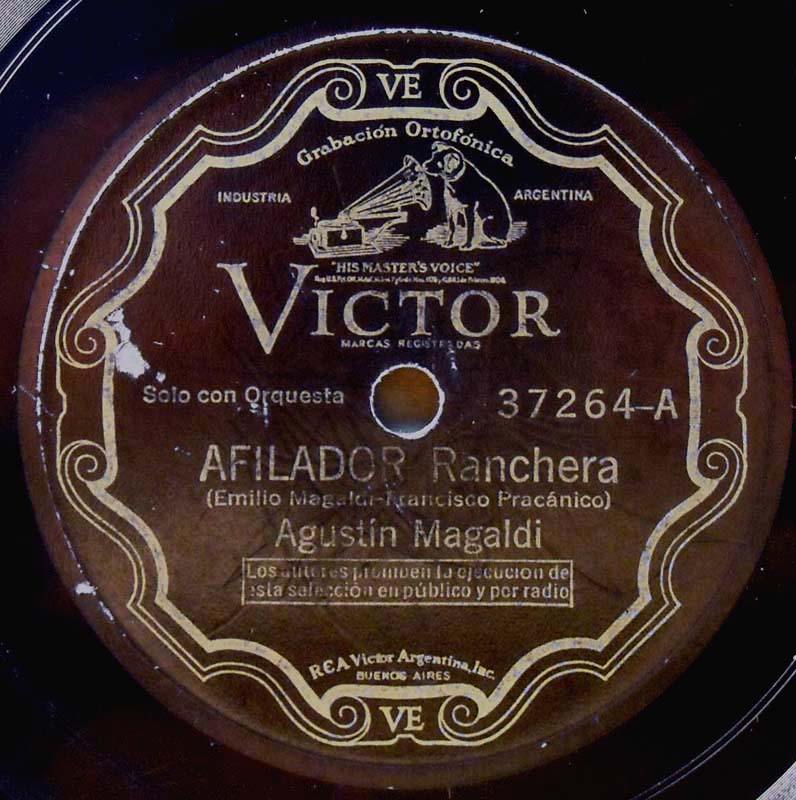 VE
Grabación Ortofónica
INDUSTRIA ARGENTINA
"HIS MASTER'S VOICE"
VICTOR
MARCAS REGISTRADAS
Solo con Orquesta 37264-A
AFILADOR Ranchera
(Emilio Magaldi-Francisco Pracánico)
Agustín Magaldi
Los autores prohiben la ejecución de
esta selección en público y por radio
RCA Victor Argentina, Inc.
BUENOS AIRES
VE